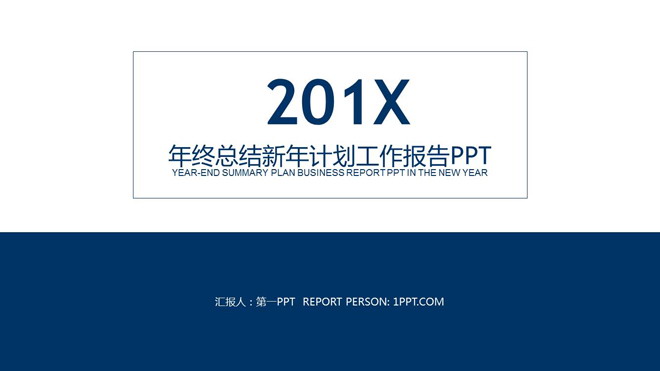 201X
年终总结新年计划工作报告PPT
YEAR-END SUMMARY PLAN BUSINESS REPORT PPT IN THE NEW YEAR
汇报人：第一PPT REPORT PERSON: 1PPT.COM